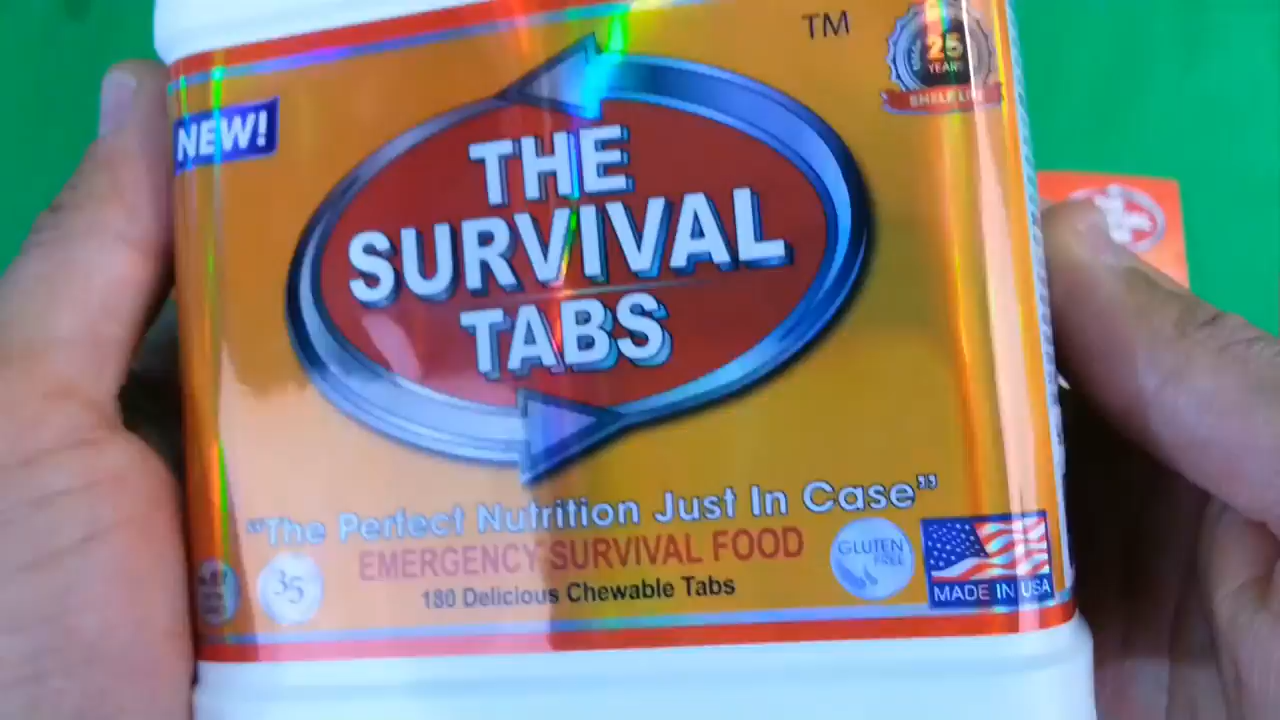 TM
25
YEARS
SHELF LIFE
NEW!
THE
SURVIVAL
TABS
"The Perfect Nutrition Just In Case"
EMERGENCY SURVIVAL FOOD
180 Delicious Chewable Tabs
35
GLUTEN
FREE
MADE IN USA